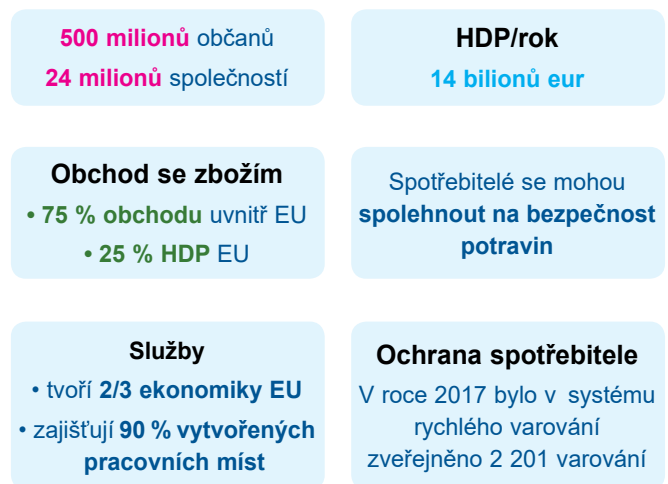 500 milionů občanů
24 milionů společností
HDP/rok
14 bilionů eur
Obchod se zbožím
• 75 % obchodu uvnitř EU
• 25 % HDP EU
Spotřebitelé se mohou
spolehnout na bezpečnost
potravin
Služby
• tvoří 2/3 ekonomiky EU
• zajišťují 90 % vytvořených
pracovních míst
Ochrana spotřebitele
V roce 2017 bylo v systému
rychlého varování
zveřejněno 2 201 varování